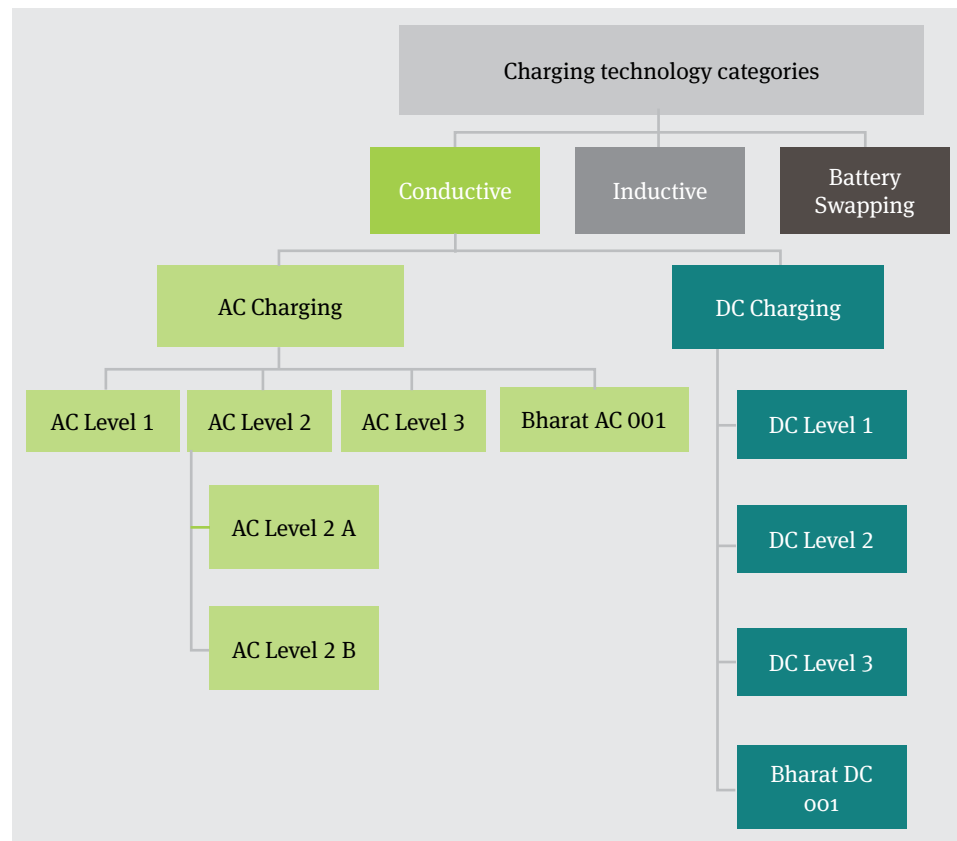 Charging technology categories
Conductive
Inductive
Battery
Swapping
AC Charging
DC Charging
AC Level 1
AC Level 2
AC Level 3
Bharat AC 001
AC Level 2 A
AC Level 2 B
DC Level 1
DC Level 2
DC Level 3
Bharat DC
001